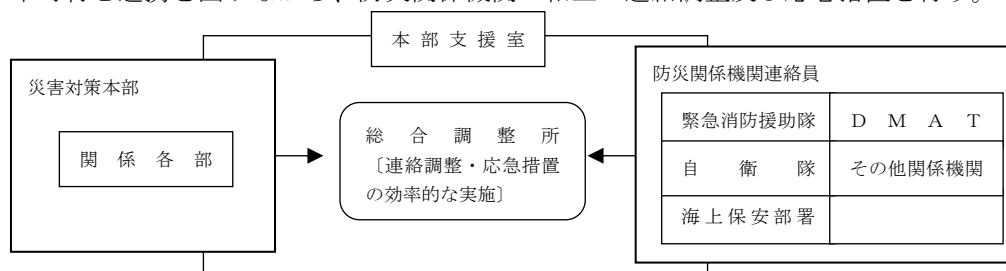 本部支援室
災害対策本部
関係各部
総合調整所
〔連絡調整・応急措置
の効率的な実施〕
防災関係機関連絡員
緊急消防援助隊 DMAT
自衛隊 その他関係機関
海上保安部署